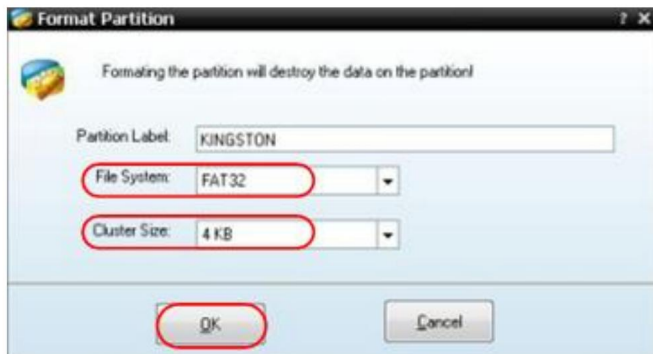 Format Partition ? ×
Formating the partition will destroy the data on the partition!
Partition Label: KINGSTON
File System: FAT32
Cluster Size: 4 KB
OK Cancel